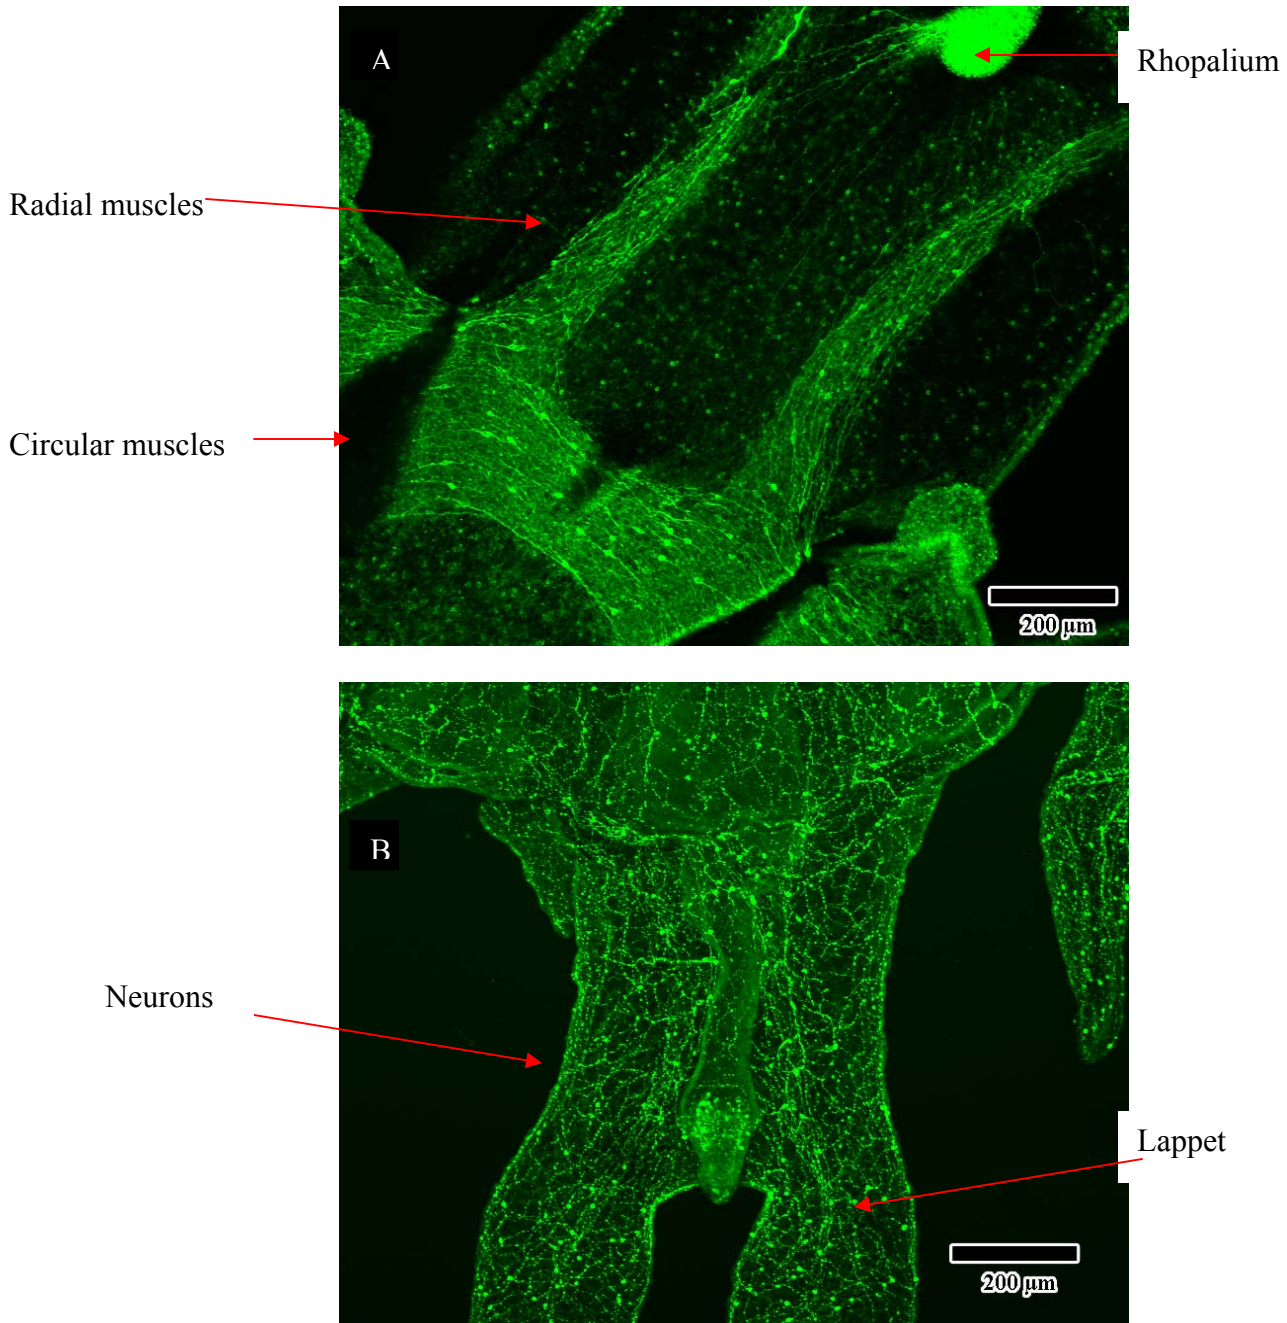 A
Rhopalium
Radial muscles
Circular muscles
200 μm
B
Neurons
Lappet
200 μm